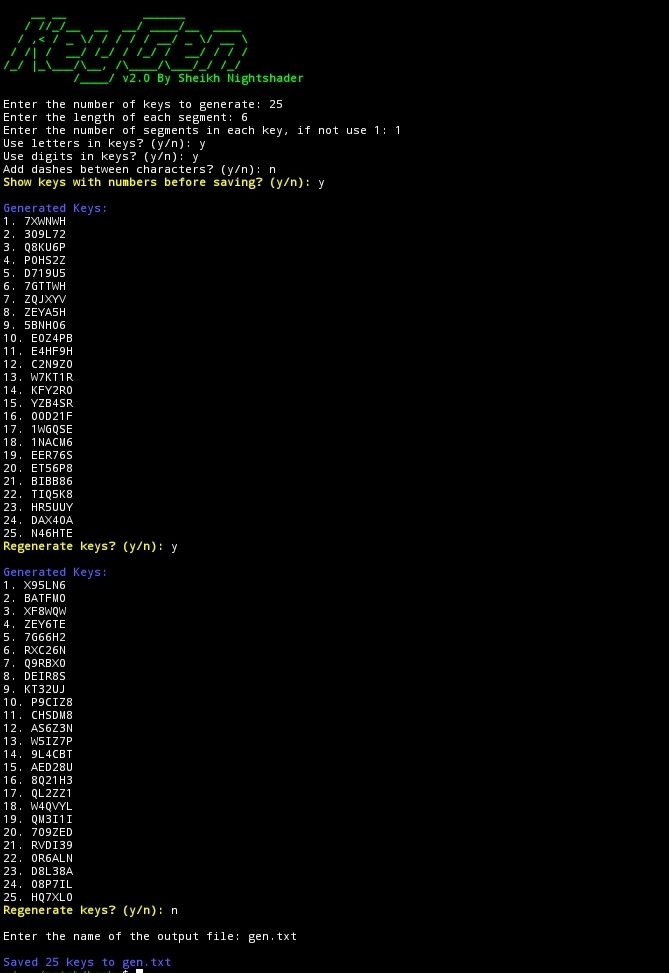 KeyGen
v2.0 By Sheikh Nightshader
Enter the number of keys to generate: 25
Enter the length of each segment: 6
Enter the number of segments in each key, if not use 1: 1
Use letters in keys? (y/n): y
Use digits in keys? (y/n): y
Add dashes between characters? (y/n): n
Show keys with numbers before saving? (y/n): y
Generated Keys:
1. 7XWNWH
2. 309L72
3. Q8KU6P
4. P0HS2Z
5. D719U5
6. 7GTTWH
7. ZQJXYV
8. ZEYA5H
9. 5BNH06
10. E0Z4PB
11. E4HF9H
12. C2N9Z0
13. W7KT1R
14. KFY2R0
15. YZB4SR
16. 00D21F
17. 1WGQSE
18. 1NACM6
19. EER76S
20. ET56P8
21. BIBB86
22. TIQ5K8
23. HR5UUY
24. DAX40A
25. N46HTE
Regenerate keys? (y/n): y
Generated Keys:
1. X95LN6
2. BATFM0
3. XF8WQW
4. ZEY6TE
5. 7G66H2
6. RXC26N
7. Q9RBX0
8. DEIR8S
9. KT32UJ
10. P9CIZ8
11. CHSDM8
12. AS6Z3N
13. W5IZ7P
14. 9L4CBT
15. AED28U
16. 8Q21H3
17. QL2ZZ1
18. W4QVYL
19. QM3I1I
20. 709ZED
21. RVDI39
22. 0R6ALN
23. D8L38A
24. 08P7IL
25. HQ7XL0
Regenerate keys? (y/n): n
Enter the name of the output file: gen.txt
Saved 25 keys to gen.txt